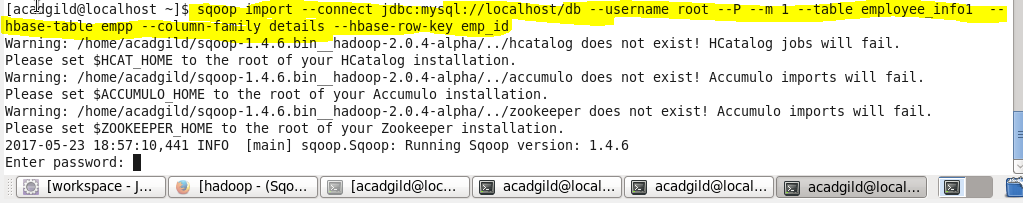 [acadgild@localhost ~]$ sqoop import --connect jdbc:mysql://localhost/db --username root --P --m 1 --table employee_info1  --
hbase-table empp --column-family details --hbase-row-key emp_id
Warning: /home/acadgild/sqoop-1.4.6.bin__hadoop-2.0.4-alpha/../hcatalog does not exist! HCatalog jobs will fail.
Please set $HCAT_HOME to the root of your HCatalog installation.
Warning: /home/acadgild/sqoop-1.4.6.bin__hadoop-2.0.4-alpha/../accumulo does not exist! Accumulo imports will fail.
Please set $ACCUMULO_HOME to the root of your Accumulo installation.
Warning: /home/acadgild/sqoop-1.4.6.bin__hadoop-2.0.4-alpha/../zookeeper does not exist! Accumulo imports will fail.
Please set $ZOOKEEPER_HOME to the root of your Zookeeper installation.
2017-05-23 18:57:10,441 INFO  [main] sqoop.Sqoop: Running Sqoop version: 1.4.6
Enter password:
[workspace - J... [hadoop - (Sqo... [acadgild@loc... acadgild@local... acadgild@local... acadgild@local...